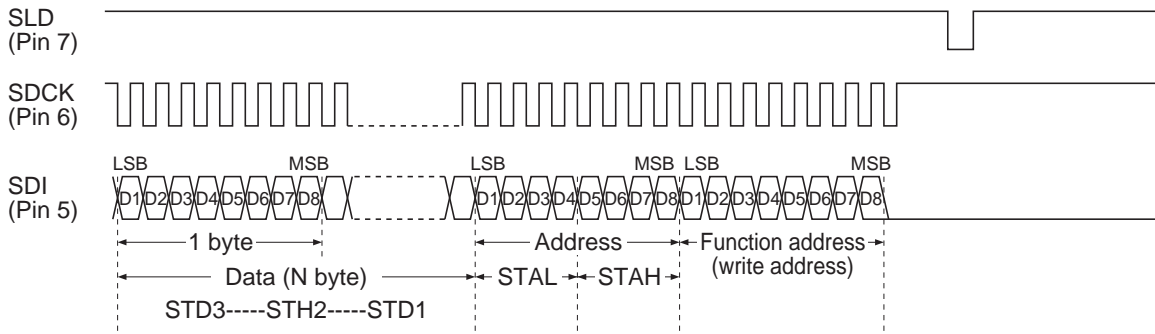 SLD
(Pin 7)
SDCK
(Pin 6)
LSB MSB LSB MSB LSB MSB
SDI
(Pin 5)
D1 D2 D3 D4 D5 D6 D7 D8 D1 D2 D3 D4 D5 D6 D7 D8 D1 D2 D3 D4 D5 D6 D7 D8
1 byte Address Function address
(write address)
Data (N byte) STAL STAH
STD3-----STH2-----STD1